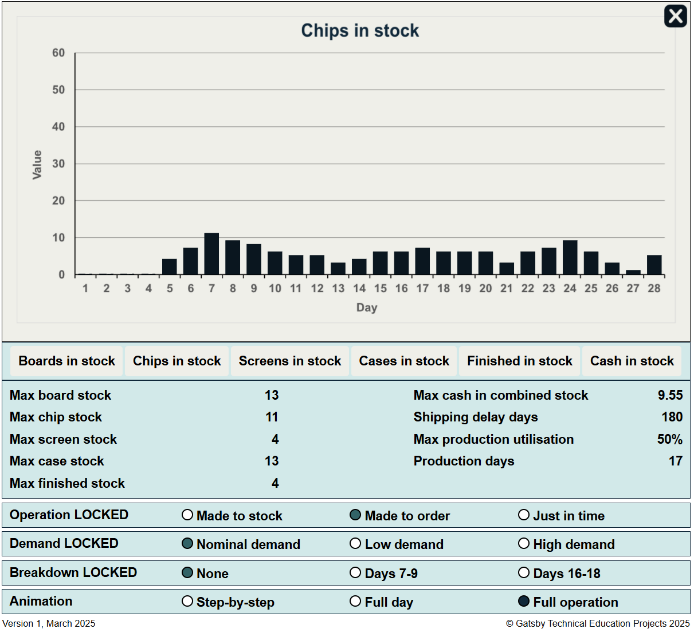 Chips in stock
Value
60
50
40
30
20
10
0
1 2 3 4 5 6 7 8 9 10 11 12 13 14 15 16 17 18 19 20 21 22 23 24 25 26 27 28
Day
Boards in stock Chips in stock Screens in stock Cases in stock Finished in stock Cash in stock
Max board stock 13 Max cash in combined stock 9.55
Max chip stock 11 Shipping delay days 180
Max screen stock 4 Max production utilisation 50%
Max case stock 13 Production days 17
Max finished stock 4
Operation LOCKED Made to stock Made to order Just in time
Demand LOCKED Nominal demand Low demand High demand
Breakdown LOCKED None Days 7-9 Days 16-18
Animation Step-by-step Full day Full operation
Version 1, March 2025 © Gatsby Technical Education Projects 2025